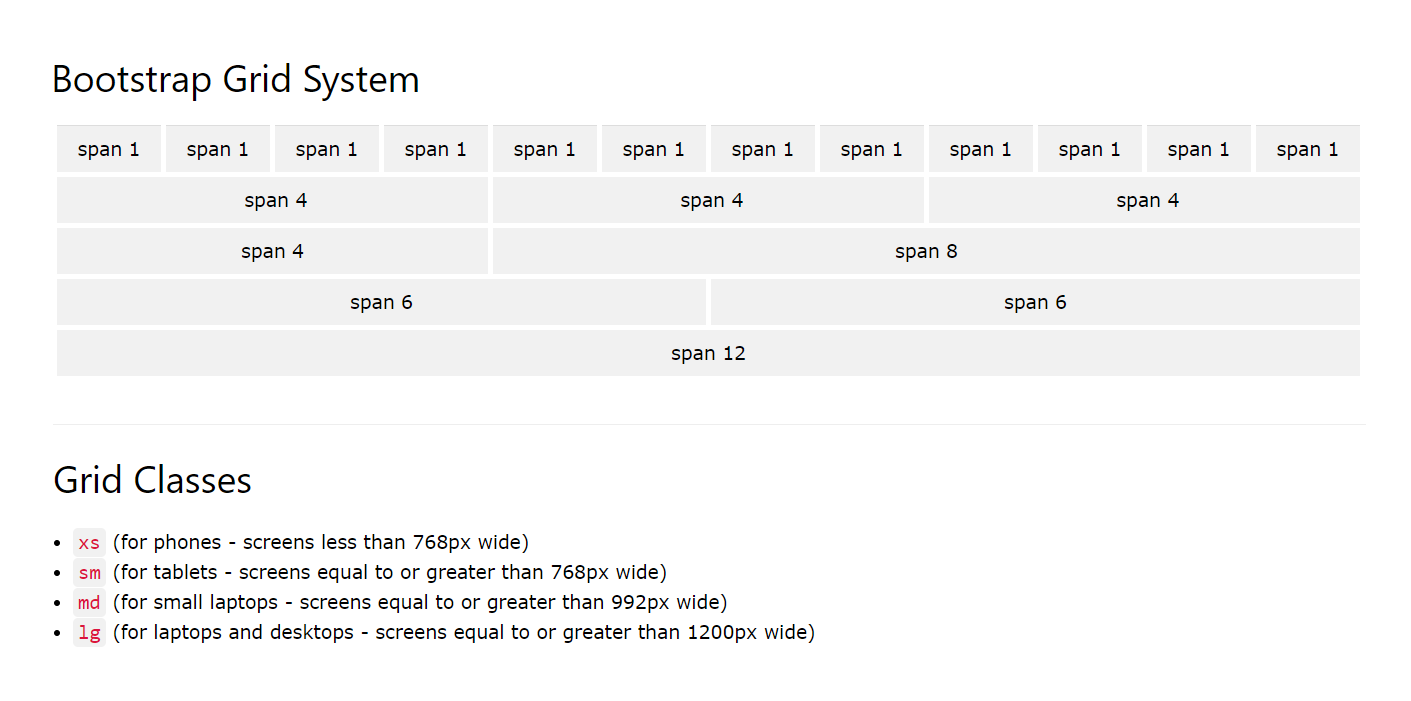 Bootstrap Grid System
span 1 span 1 span 1 span 1 span 1 span 1 span 1 span 1 span 1 span 1 span 1 span 1
span 4 span 4 span 4
span 4 span 8
span 6 span 6
span 12
Grid Classes
• xs (for phones - screens less than 768px wide)
• sm (for tablets - screens equal to or greater than 768px wide)
• md (for small laptops - screens equal to or greater than 992px wide)
• lg (for laptops and desktops - screens equal to or greater than 1200px wide)